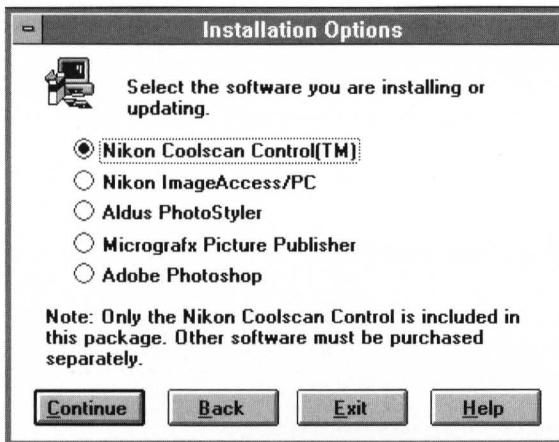 Installation Options
Select the software you are installing or
updating.
Nikon Coolscan Control(TM)
Nikon ImageAccess/PC
Aldus PhotoStyler
Micrografx Picture Publisher
Adobe Photoshop
Note: Only the Nikon Coolscan Control is included in
this package. Other software must be purchased
separately.
Continue Back Exit Help